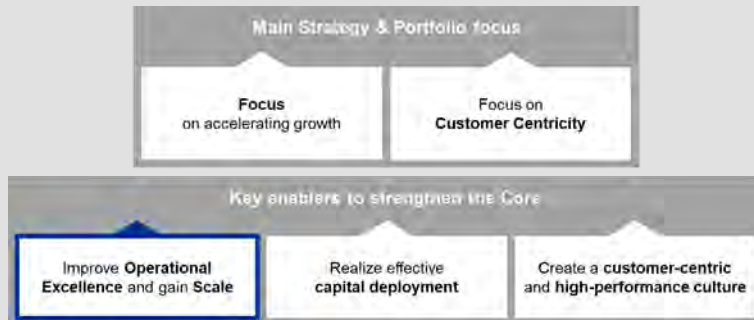 Main Strategy & Portfolio focus
Focus
on accelerating growth
Focus on
Customer Centricity
Key enablers to strengthen the Core
Improve Operational
Excellence and gain Scale
Realize effective
capital deployment
Create a customer-centric
and high-performance culture